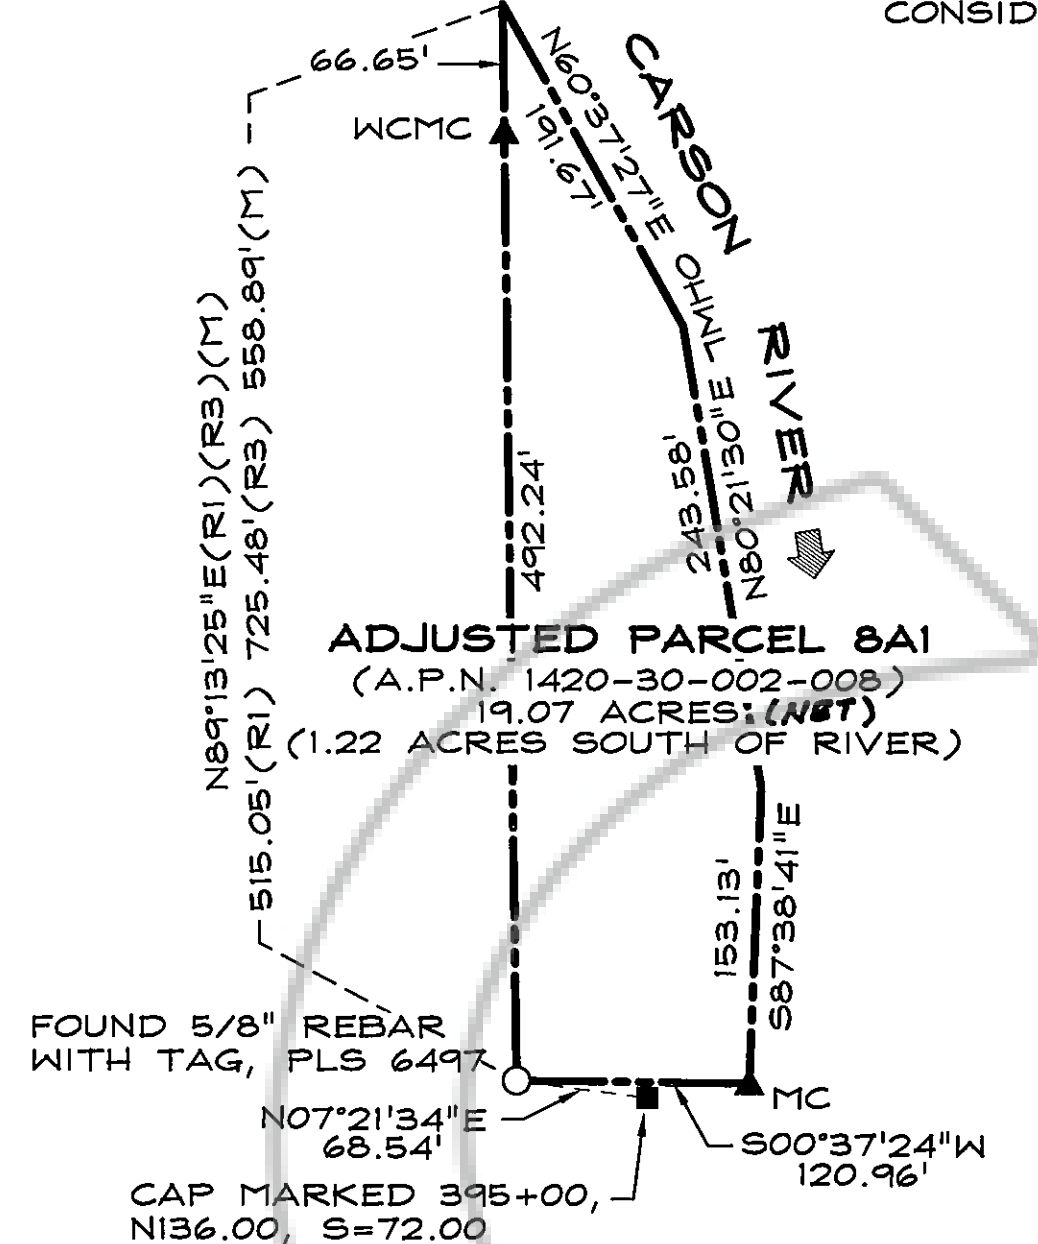 CONSID
66.65'
WCMC
N60°37'27"E OHWL
191.67'
CARSON
RIVER
N89°13'25"E(R1)(R3)(M)
515.05'(R1) 725.48'(R3) 558.89'(M)
492.24'
243.58'
N80°21'30"E
ADJUSTED PARCEL 8A1
(A.P.N. 1420-30-002-008)
19.07 ACRES: (NET)
(1.22 ACRES SOUTH OF RIVER)
153.13'
S87°38'41"E
FOUND 5/8" REBAR
WITH TAG, PLS 6497
MC
N07°21'34"E
68.54'
S00°37'24"W
120.96'
CAP MARKED 395+00,
N136.00, S=72.00